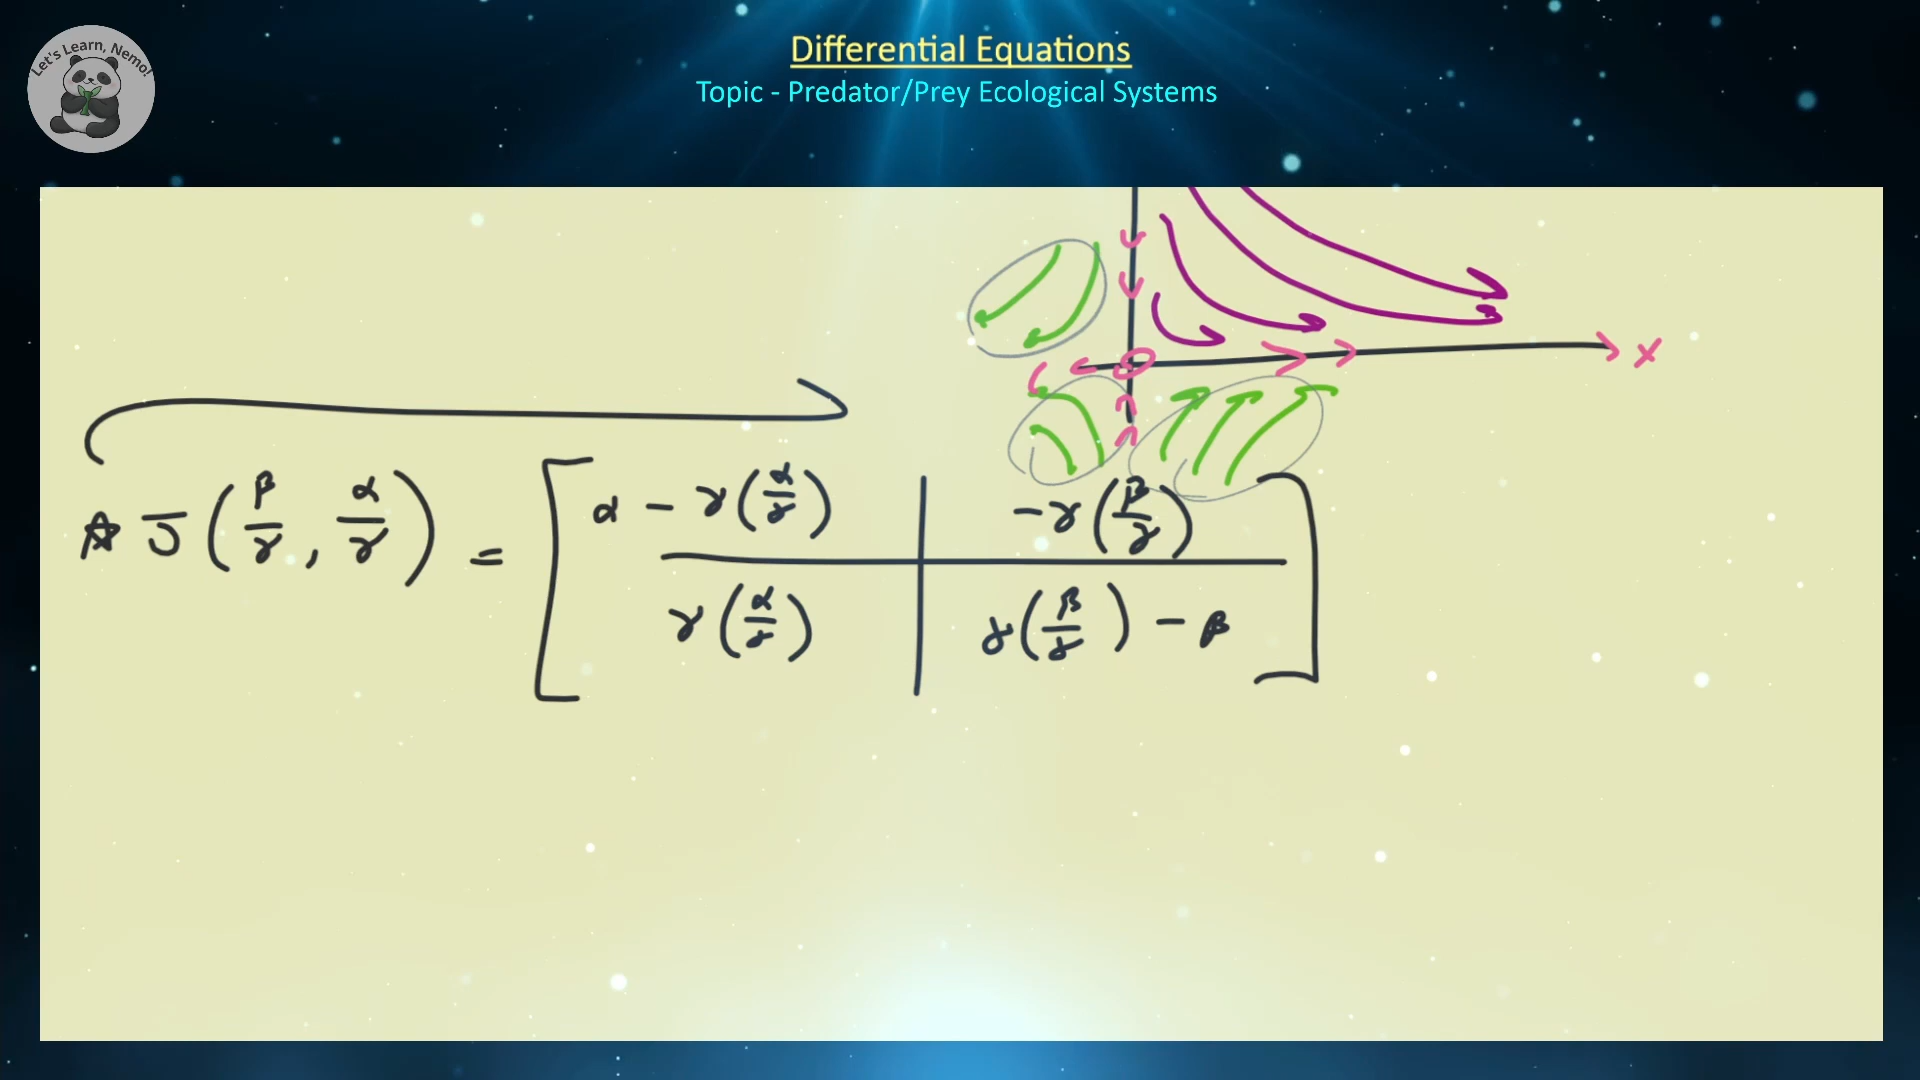 Let's Learn, Nemo!
Differential Equations
Topic - Predator/Prey Ecological Systems
x
☆ J(β/γ, α/γ) = [ α - γ(α/γ) | -γ(β/γ) ]
[ γ(α/γ) | γ(β/γ) - β ]